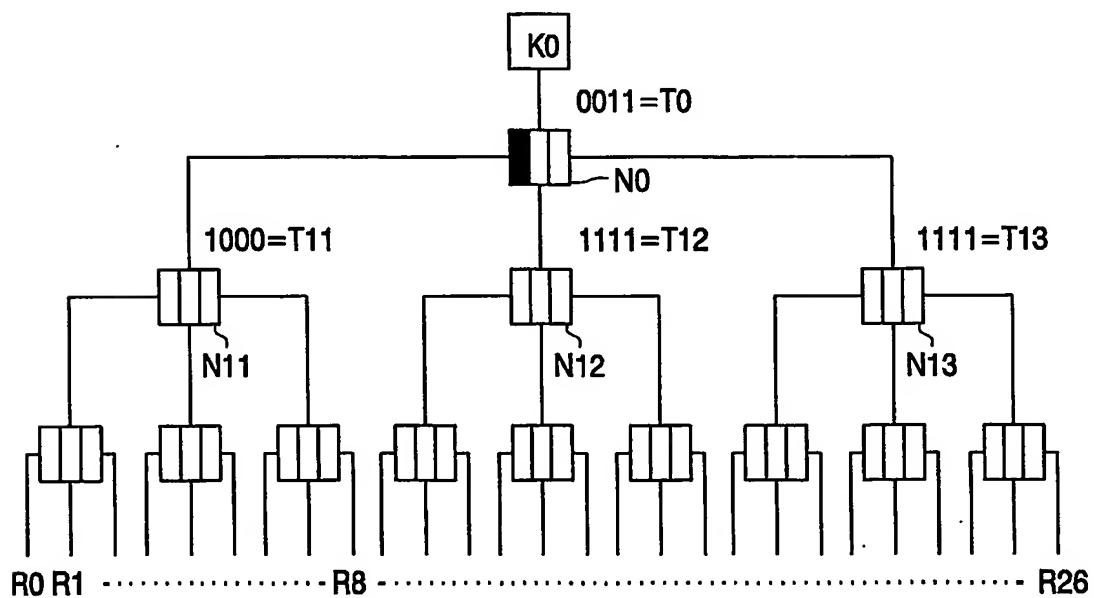 K0
0011=T0
N0
1000=T11
1111=T12
1111=T13
N11
N12
N13
R0 R1 R8 R26